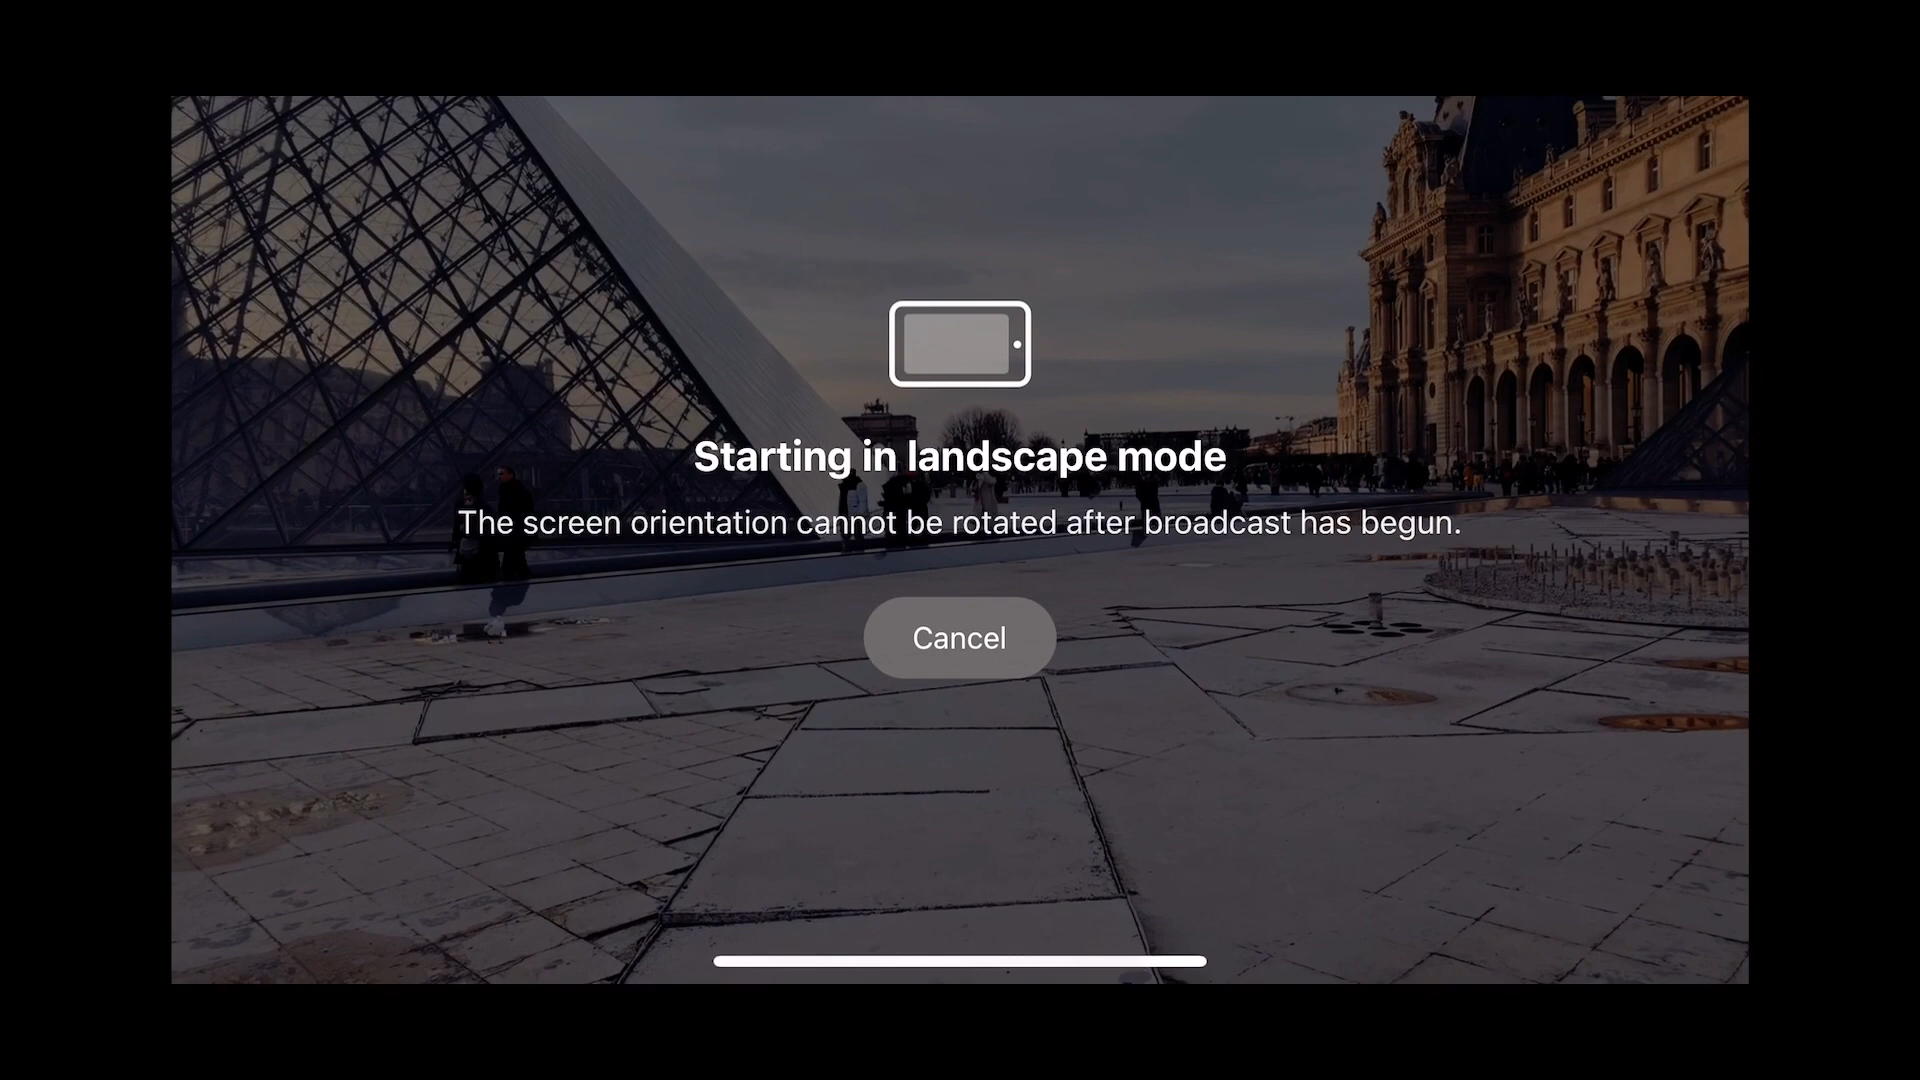 Starting in landscape mode
The screen orientation cannot be rotated after broadcast has begun.
Cancel